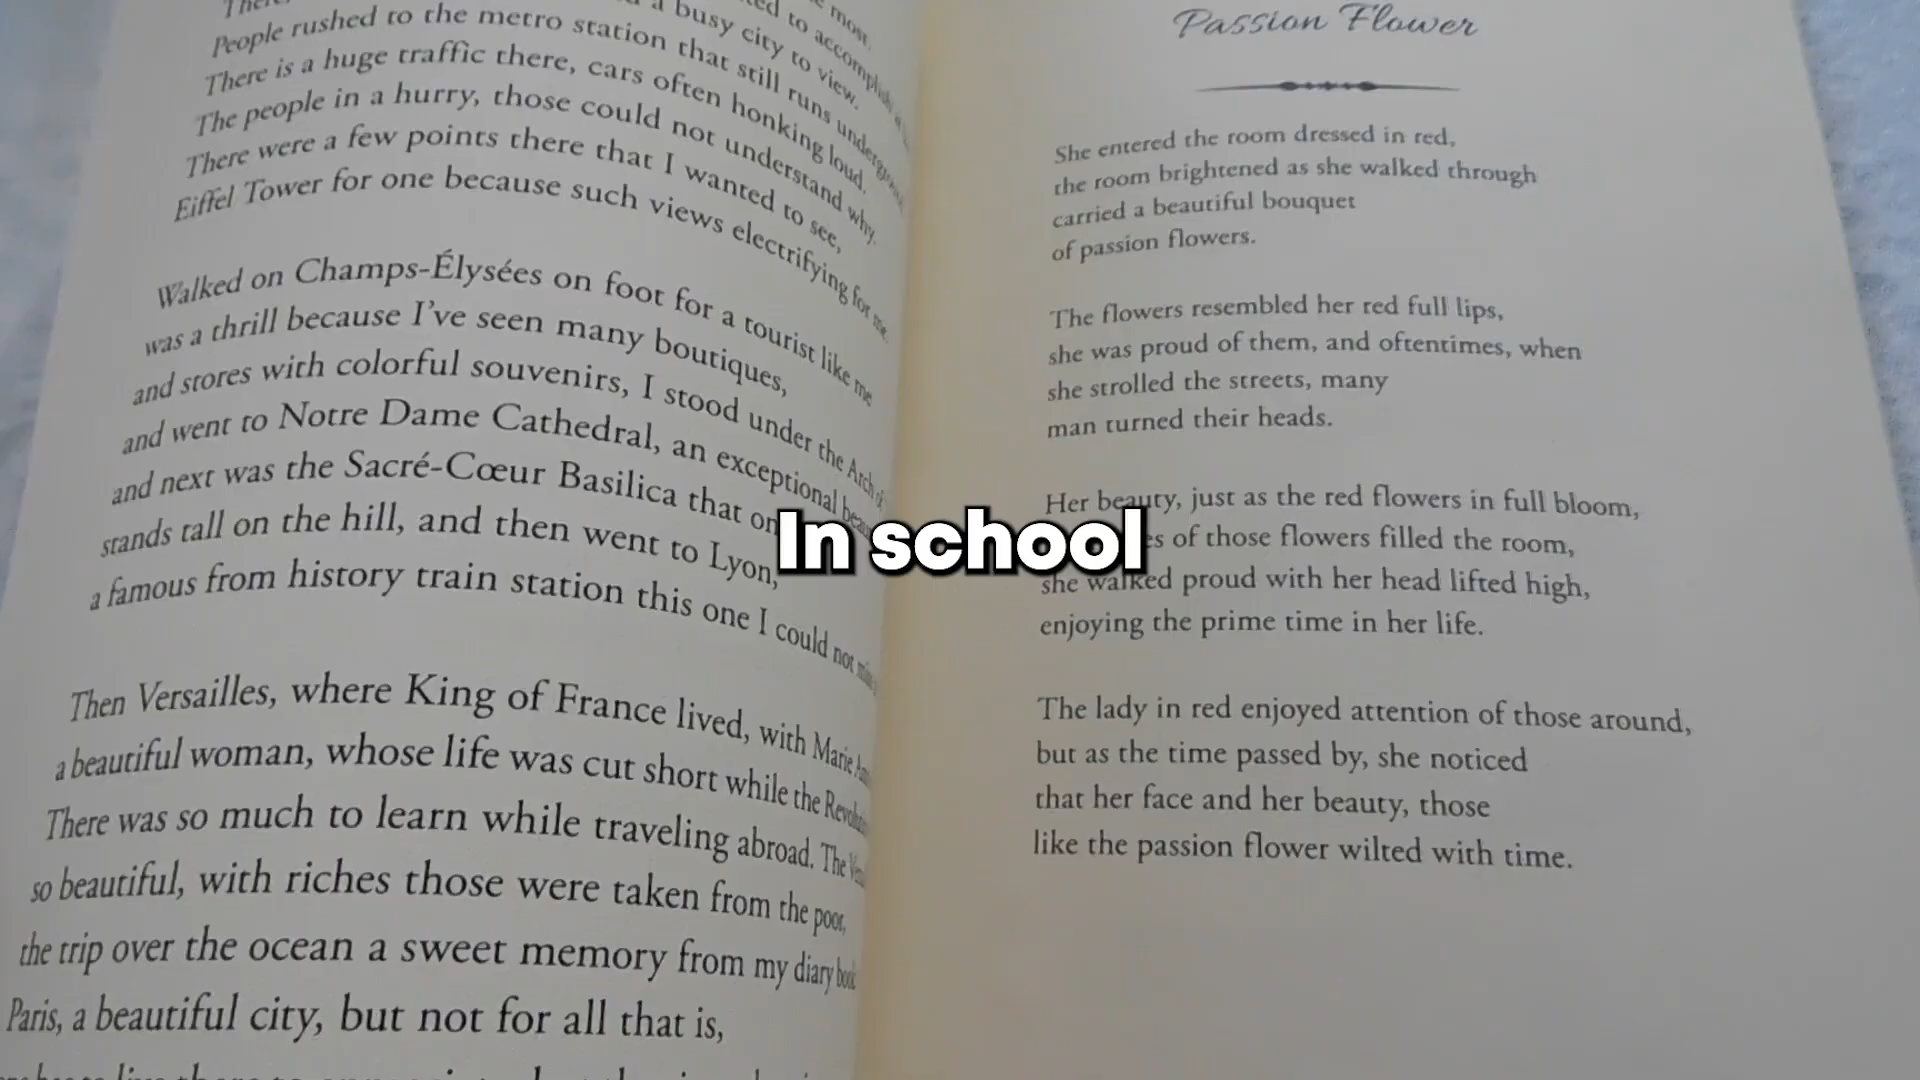 a busy city to view.
People rushed to the metro station that still runs underground,
There is a huge traffic there, cars often honking loud.
The people in a hurry, those could not understand why.
There were a few points there that I wanted to see,
Eiffel Tower for one because such views electrifying for me.
Walked on Champs-Élysées on foot for a tourist like me
was a thrill because I've seen many boutiques,
and stores with colorful souvenirs, I stood under the Arch of
and went to Notre Dame Cathedral, an exceptional
and next was the Sacré-Cœur Basilica that
stands tall on the hill, and then went to Lyon,
a famous from history train station this one I could not
Then Versailles, where King of France lived, with Marie
a beautiful woman, whose life was cut short while the
There was so much to learn while traveling abroad. The
so beautiful, with riches those were taken from the poor,
the trip over the ocean a sweet memory from my diary book
Paris, a beautiful city, but not for all that is,
Passion Flower
She entered the room dressed in red,
the room brightened as she walked through
carried a beautiful bouquet
of passion flowers.
The flowers resembled her red full lips,
she was proud of them, and oftentimes, when
she strolled the streets, many
man turned their heads.
Her beauty, just as the red flowers in full bloom,
of those flowers filled the room,
she walked proud with her head lifted high,
enjoying the prime time in her life.
The lady in red enjoyed attention of those around,
but as the time passed by, she noticed
that her face and her beauty, those
like the passion flower wilted with time.
In school